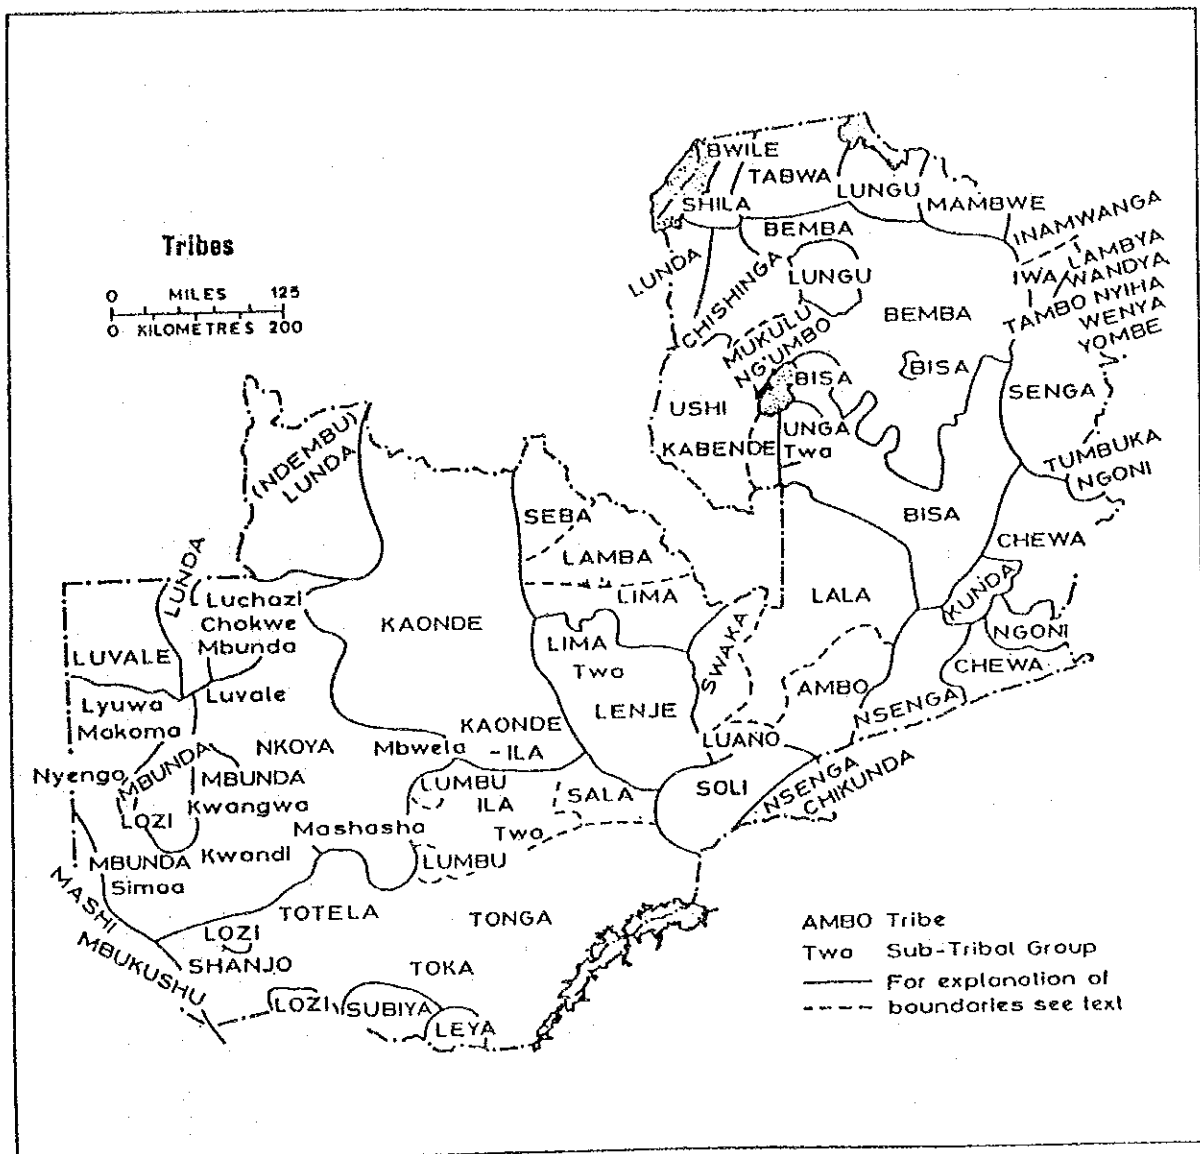 Tribes
0 MILES 125
0 KILOMETRES 200
BWILE
TABWA
SHILA
LUNGU
MAMBWE
BEMBA
INAMWANGA
LUNDA
CHISHINGA
LUNGU
IWA
LAMBYA
WANDYA
TAMBO NYIHA
WENYA
YOMBE
BEMBA
MUKULU
NG'UMBO
BISA
BISA
SENGA
USHI
UNGA
KABENDE
Twa
TUMBUKA
NGONI
(NDEMBU)
LUNDA
SEBA
BISA
CHEWA
LAMBA
LUNDA
Luchazi
Chokwe
Mbunda
LIMA
LALA
KUNDA
KAONDE
LIMA
Twa
SWAKA
NGONI
CHEWA
LUVALE
Luvale
Lyuwa
Makoma
AMBO
LENJE
NSENGA
KAONDE
-ILA
LUANO
NKOYA
Mbwela
Nyengo
MBUNDA
MBUNDA
LUMBU
ILA
SALA
SOLI
NSENGA
CHIKUNDA
Kwangwa
LOZI
Mashasha
Twa
MBUNDA
Kwandi
LUMBU
Simaa
MASHI
TOTELA
TONGA
LOZI
SHANJO
TOKA
MBUKUSHU
LOZI
SUBIYA
LEYA
AMBO Tribe
Twa Sub-Tribal Group
For explanation of
boundaries see text